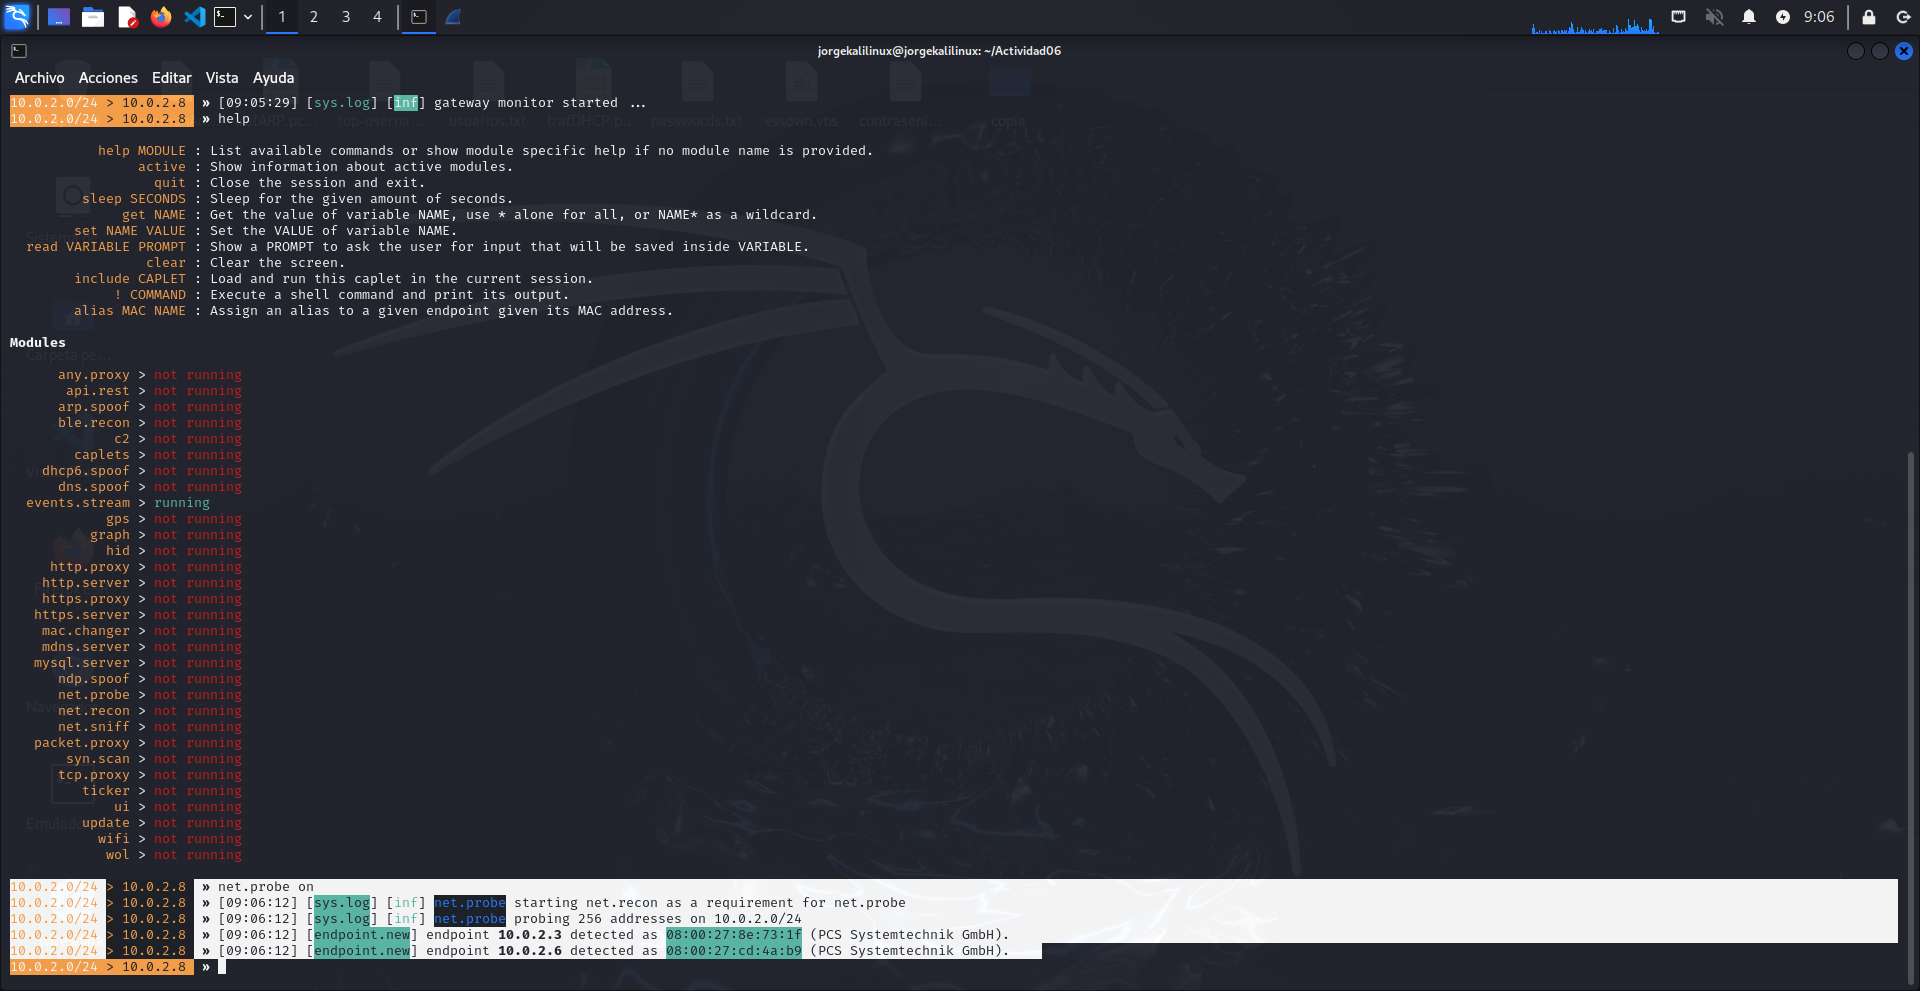 1 2 3 4
9:06
jorgekalilinux@jorgekalilinux: ~/Actividad06
Archivo Acciones Editar Vista Ayuda
10.0.2.0/24 > 10.0.2.8 » [09:05:29] [sys.log] [inf] gateway monitor started ...
10.0.2.0/24 > 10.0.2.8 » help
help MODULE : List available commands or show module specific help if no module name is provided.
active : Show information about active modules.
quit : Close the session and exit.
sleep SECONDS : Sleep for the given amount of seconds.
get NAME : Get the value of variable NAME, use * alone for all, or NAME* as a wildcard.
set NAME VALUE : Set the VALUE of variable NAME.
read VARIABLE PROMPT : Show a PROMPT to ask the user for input that will be saved inside VARIABLE.
clear : Clear the screen.
include CAPLET : Load and run this caplet in the current session.
! COMMAND : Execute a shell command and print its output.
alias MAC NAME : Assign an alias to a given endpoint given its MAC address.
Modules
any.proxy > not running
api.rest > not running
arp.spoof > not running
ble.recon > not running
c2 > not running
caplets > not running
dhcp6.spoof > not running
dns.spoof > not running
events.stream > running
gps > not running
graph > not running
hid > not running
http.proxy > not running
http.server > not running
https.proxy > not running
https.server > not running
mac.changer > not running
mdns.server > not running
mysql.server > not running
ndp.spoof > not running
net.probe > not running
net.recon > not running
net.sniff > not running
packet.proxy > not running
syn.scan > not running
tcp.proxy > not running
ticker > not running
ui > not running
update > not running
wifi > not running
wol > not running
10.0.2.0/24 > 10.0.2.8 » net.probe on
10.0.2.0/24 > 10.0.2.8 » [09:06:12] [sys.log] [inf] net.probe starting net.recon as a requirement for net.probe
10.0.2.0/24 > 10.0.2.8 » [09:06:12] [sys.log] [inf] net.probe probing 256 addresses on 10.0.2.0/24
10.0.2.0/24 > 10.0.2.8 » [09:06:12] [endpoint.new] endpoint 10.0.2.3 detected as 08:00:27:8e:73:1f (PCS Systemtechnik GmbH).
10.0.2.0/24 > 10.0.2.8 » [09:06:12] [endpoint.new] endpoint 10.0.2.6 detected as 08:00:27:cd:4a:b9 (PCS Systemtechnik GmbH).
10.0.2.0/24 > 10.0.2.8 »